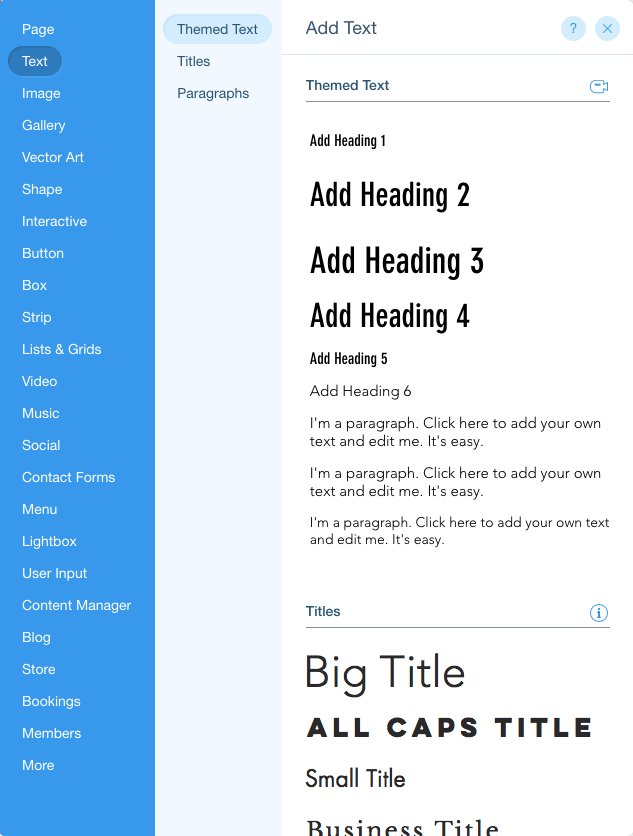 Page
Text
Image
Gallery
Vector Art
Shape
Interactive
Button
Box
Strip
Lists & Grids
Video
Music
Social
Contact Forms
Menu
Lightbox
User Input
Content Manager
Blog
Store
Bookings
Members
More
Themed Text
Titles
Paragraphs
Add Text
?
Themed Text
Add Heading 1
Add Heading 2
Add Heading 3
Add Heading 4
Add Heading 5
Add Heading 6
I'm a paragraph. Click here to add your own
text and edit me. It's easy.
I'm a paragraph. Click here to add your own
text and edit me. It's easy.
I'm a paragraph. Click here to add your own text
and edit me. It's easy.
Titles
Big Title
ALL CAPS TITLE
Small Title
Business Title